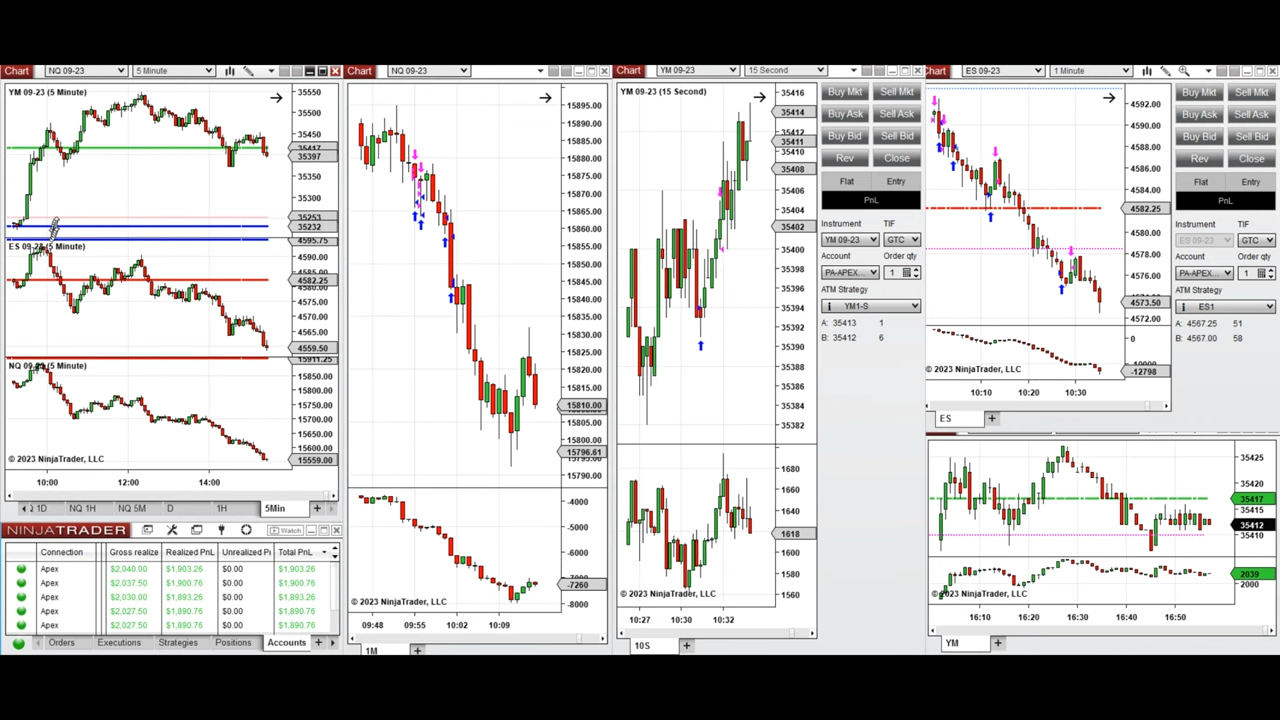 Chart NQ 09-23 5 Minute
YM 09-23 (5 Minute)
35550
35450
35417
35397
35300
35253
35232
ES 09-23 (5 Minute)
4595.75
4590.00
4585.00
4582.25
4575.00
4565.00
4559.50
15911.25
NQ 09-23 (5 Minute)
15850.00
15750.00
15650.00
15600.00
15559.00
© 2023 NinjaTrader, LLC
10:00 12:00 14:00
1D NQ 1H NQ 5M D 1H 5Min +
NINJATRADER Watch
Connection Gross realize Realized PnL Unrealized P Total PnL
Apex $2,040.00 $1,903.26 $0.00 $1,903.26
Apex $2,037.50 $1,900.76 $0.00 $1,900.76
Apex $2,030.00 $1,893.26 $0.00 $1,893.26
Apex $2,027.50 $1,890.76 $0.00 $1,890.76
Apex $2,027.50 $1,890.76 $0.00 $1,890.76
Orders Executions Strategies Positions Accounts +
Chart NQ 09-23
15895.00
15885.00
15880.00
15875.00
15870.00
15865.00
15860.00
15855.00
15850.00
15845.00
15840.00
15835.00
15830.00
15825.00
15820.00
15815.00
15810.00
15805.00
15800.00
15796.61
15790.00
-4000
-5000
-6000
-7260
-8000
© 2023 NinjaTrader, LLC
09:48 09:55 10:02 10:09
1M +
Chart YM 09-23 15 Second
YM 09-23 (15 Second)
35416
35414
35412
35411
35410
35408
35406
35404
35402
35400
35398
35396
35394
35392
35390
35388
35386
35384
35382
1680
1660
1640
1618
1600
1580
1560
© 2023 NinjaTrader, LLC
10:27 10:30 10:32
10S +
Buy Mkt Sell Mkt
Buy Ask Sell Ask
Buy Bid Sell Bid
Rev Close
Flat Entry
PnL
Instrument TIF
YM 09-23 GTC
Account Order qty
PA-APEX... 1
ATM Strategy
YM1-S
A: 35413 1
B: 35412 6
Chart ES 09-23 1 Minute
4592.00
4590.00
4588.00
4586.00
4584.00
4582.25
4580.00
4578.00
4576.00
4573.50
4572.00
0
-12798
© 2023 NinjaTrader, LLC
10:10 10:20 10:30
ES +
Buy Mkt Sell Mkt
Buy Ask Sell Ask
Buy Bid Sell Bid
Rev Close
Flat Entry
PnL
Instrument TIF
ES 09-23 GTC
Account Order qty
PA-APEX... 1
ATM Strategy
ES1
A: 4567.25 51
B: 4567.00 58
35425
35420
35417
35415
35412
35410
2039
2000
© 2023 NinjaTrader, LLC
16:10 16:20 16:30 16:40 16:50
YM +